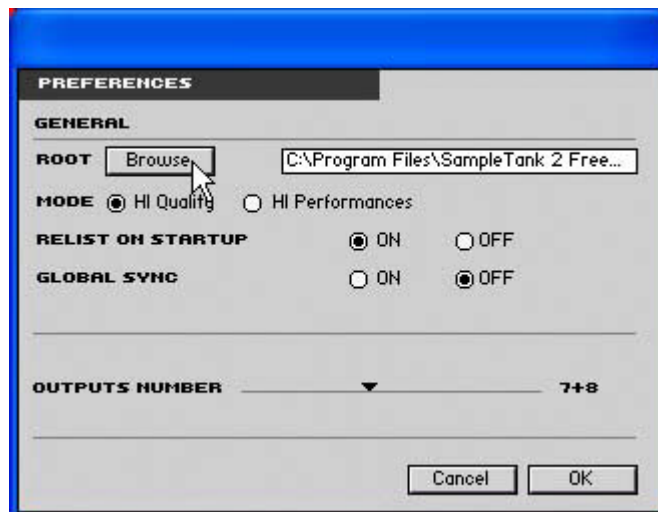 PREFERENCES
GENERAL
ROOT Browse C:\Program Files\SampleTank 2 Free...
MODE HI Quality HI Performances
RELIST ON STARTUP ON OFF
GLOBAL SYNC ON OFF
OUTPUTS NUMBER 7+8
Cancel OK